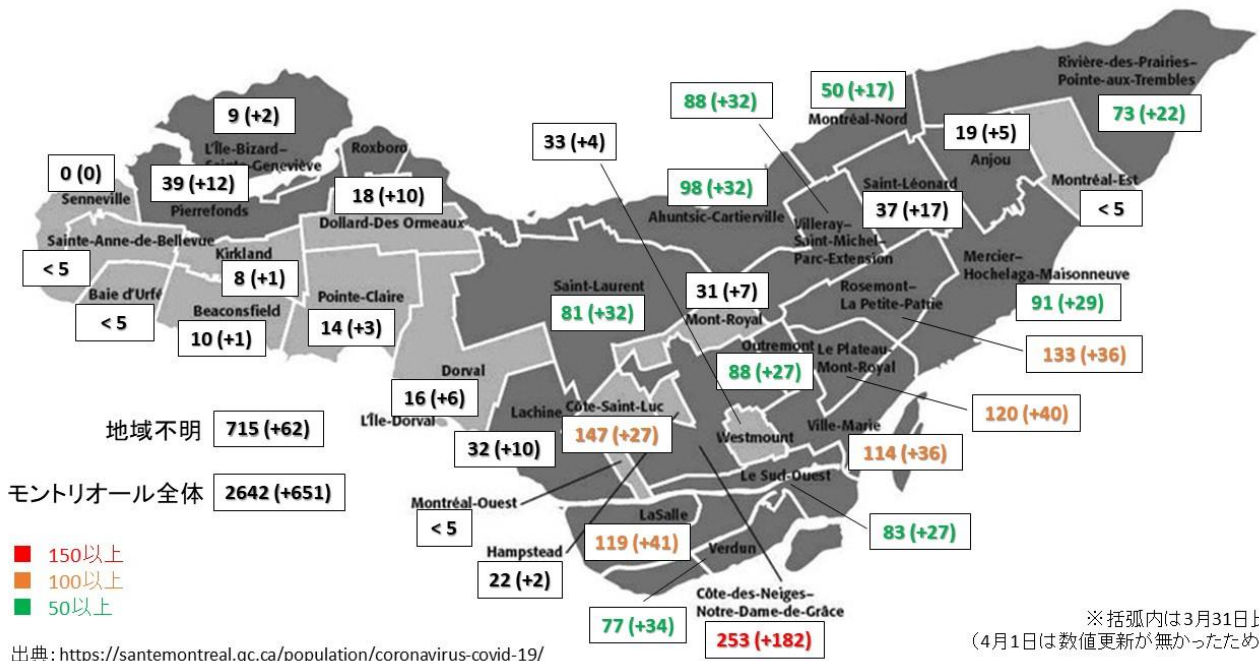 Rivière-des-Prairies–
Pointe-aux-Trembles
73 (+22)
50 (+17)
Montréal-Nord
88 (+32)
19 (+5)
Anjou
33 (+4)
9 (+2)
L'Île-Bizard–
Sainte-Geneviève
Roxboro
0 (0)
Senneville
39 (+12)
Pierrefonds
18 (+10)
Dollard-Des Ormeaux
98 (+32)
Ahuntsic-Cartierville
Saint-Léonard
37 (+17)
Montréal-Est
< 5
Villeray–
Saint-Michel–
Parc-Extension
Sainte-Anne-de-Bellevue
< 5
Kirkland
8 (+1)
Baie d'Urfé
< 5
Beaconsfield
10 (+1)
Pointe-Claire
14 (+3)
Saint-Laurent
81 (+32)
31 (+7)
Mont-Royal
Rosemont–
La Petite-Patrie
Mercier–
Hochelaga-Maisonneuve
91 (+29)
133 (+36)
Outremont
88 (+27)
Le Plateau-
Mont-Royal
120 (+40)
Dorval
16 (+6)
L'Île-Dorval
Lachine
32 (+10)
Côte-Saint-Luc
147 (+27)
Westmount
Ville-Marie
114 (+36)
地域不明 715 (+62)
モントリオール全体 2642 (+651)
Montréal-Ouest
< 5
Le Sud-Ouest
83 (+27)
LaSalle
119 (+41)
Hampstead
22 (+2)
Verdun
77 (+34)
Côte-des-Neiges–
Notre-Dame-de-Grâce
253 (+182)
150以上
100以上
50以上
※括弧内は3月31日比
(4月1日は数値更新が無かったため
出典: https://santemontreal.qc.ca/population/coronavirus-covid-19/